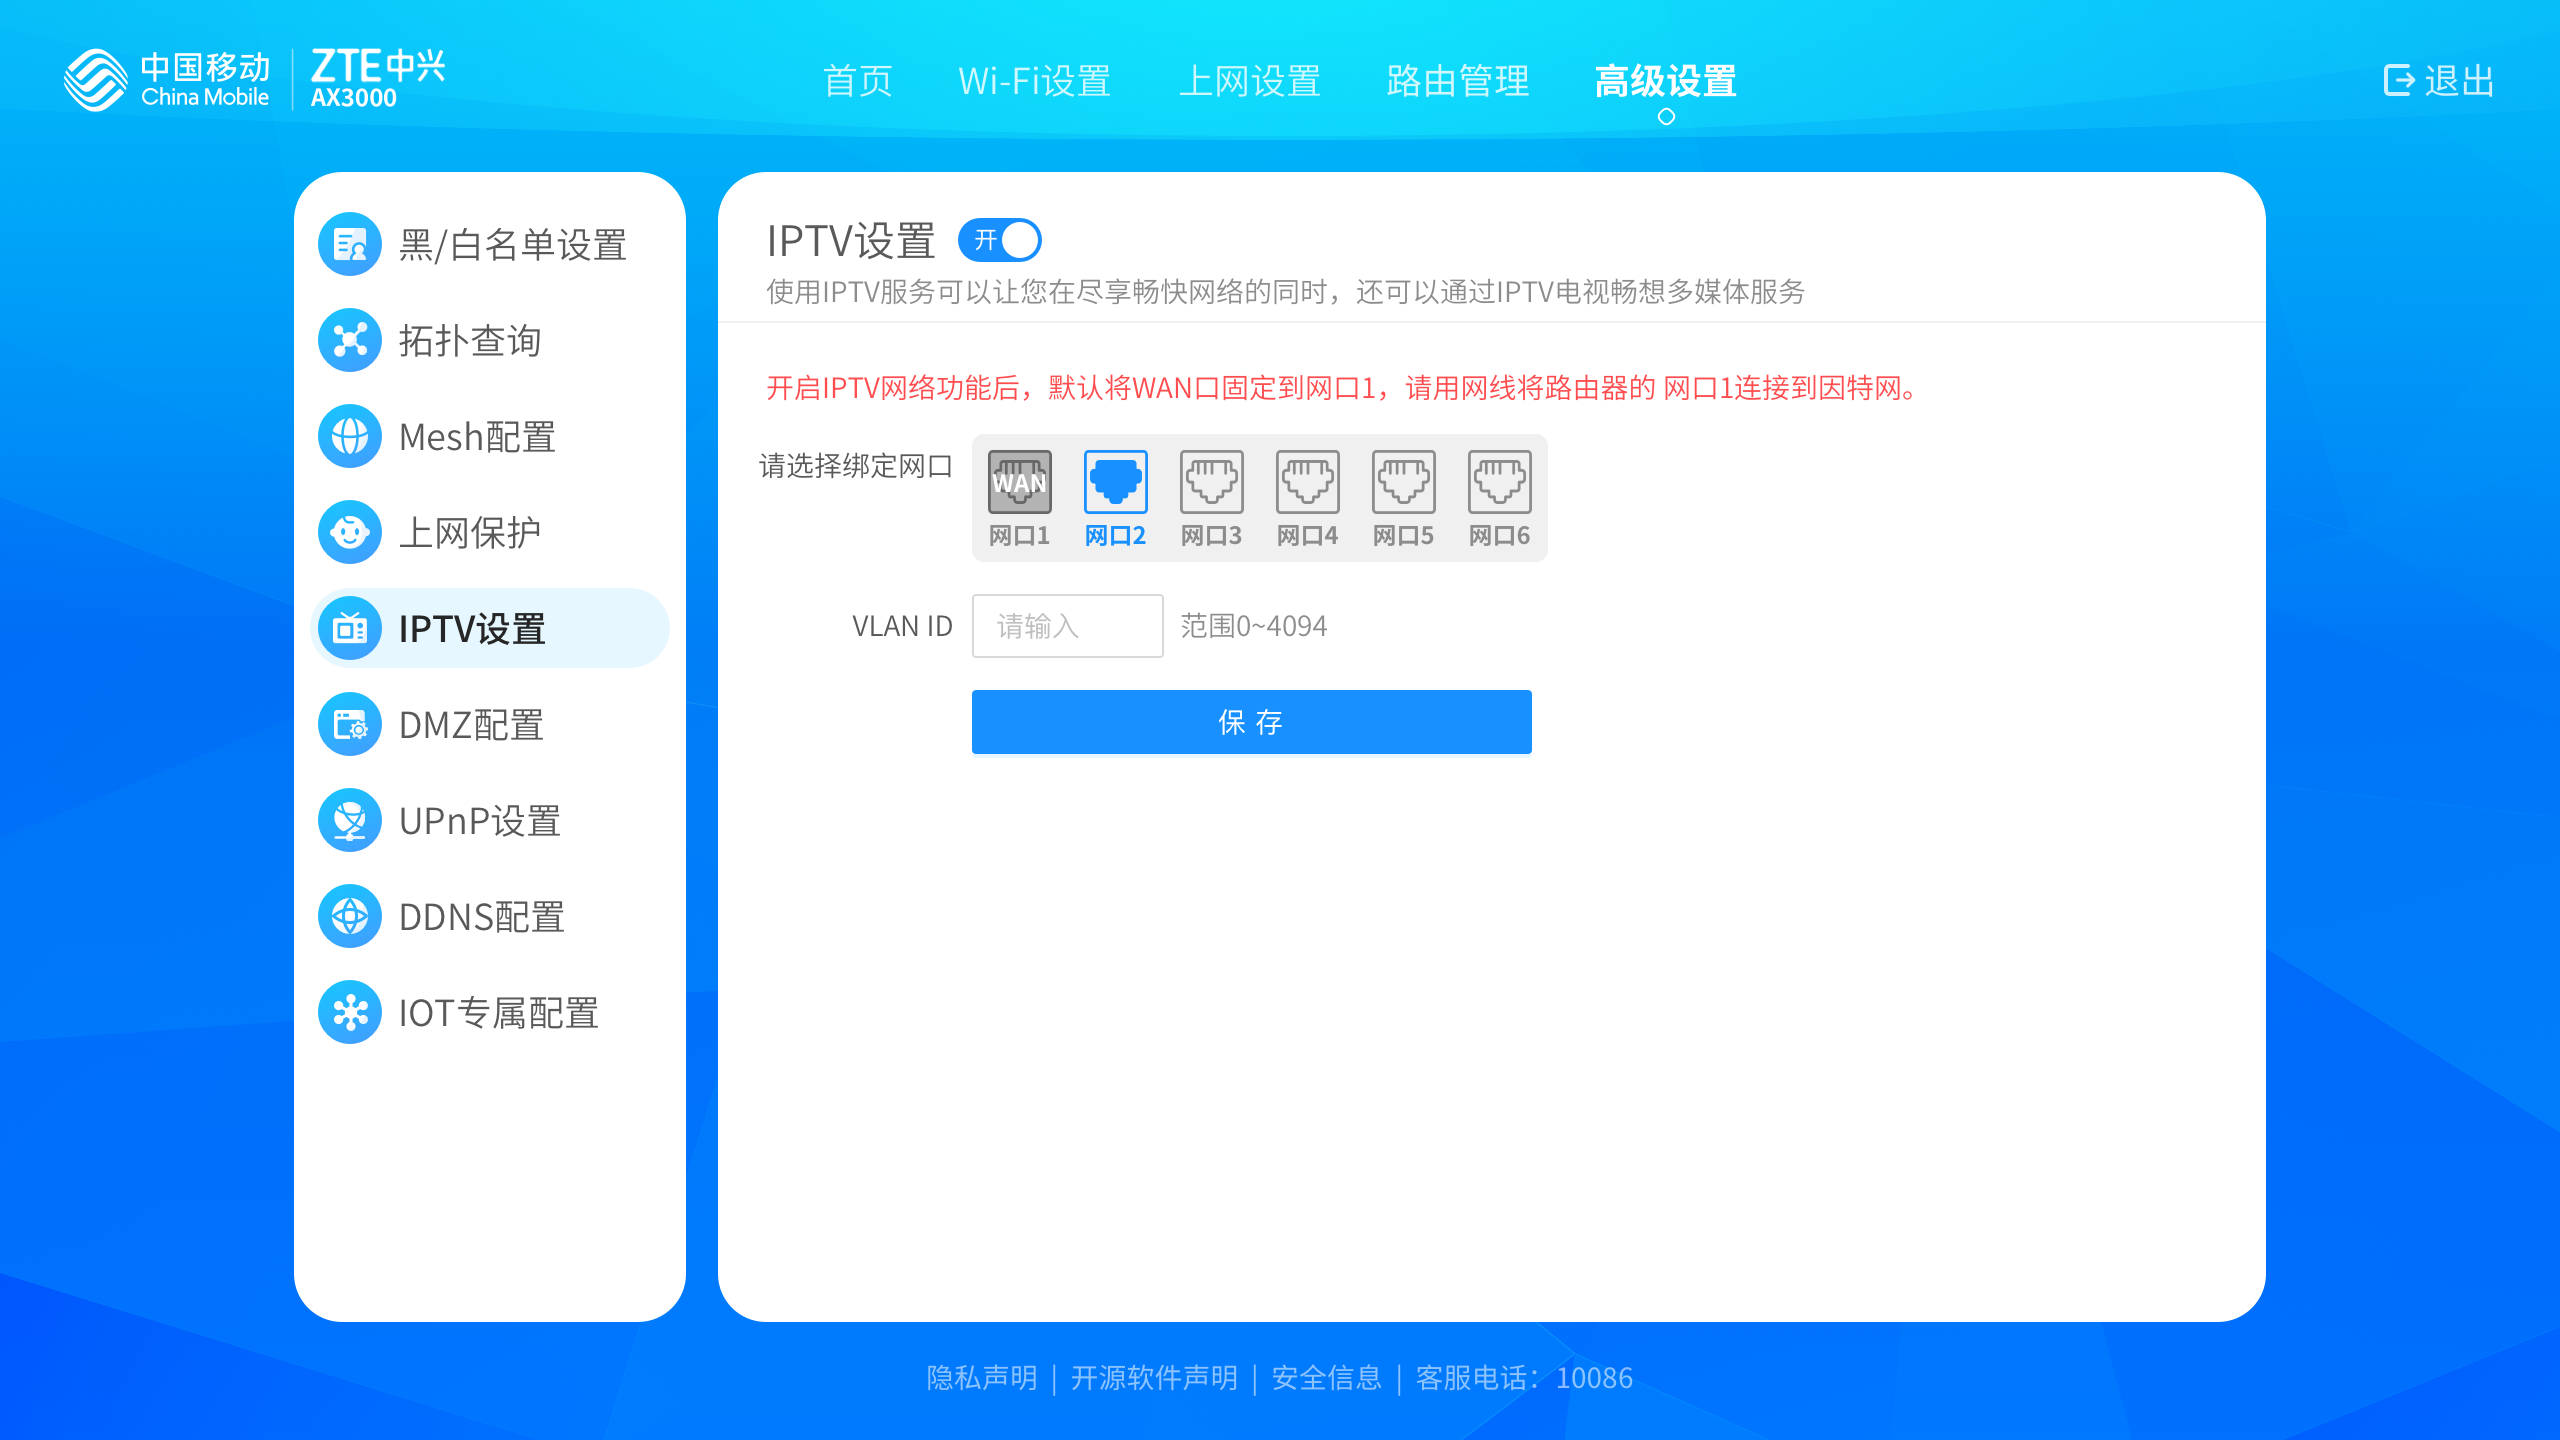 中国移动
China Mobile
ZTE中兴
AX3000
首页 Wi-Fi设置 上网设置 路由管理 高级设置
退出
黑/白名单设置
拓扑查询
Mesh配置
上网保护
IPTV设置
DMZ配置
UPnP设置
DDNS配置
IOT专属配置
IPTV设置 开
使用IPTV服务可以让您在尽享畅快网络的同时，还可以通过IPTV电视畅想多媒体服务
开启IPTV网络功能后，默认将WAN口固定到网口1，请用网线将路由器的 网口1连接到因特网。
请选择绑定网口
WAN
网口1 网口2 网口3 网口4 网口5 网口6
VLAN ID 请输入 范围0~4094
保 存
隐私声明 | 开源软件声明 | 安全信息 | 客服电话：10086